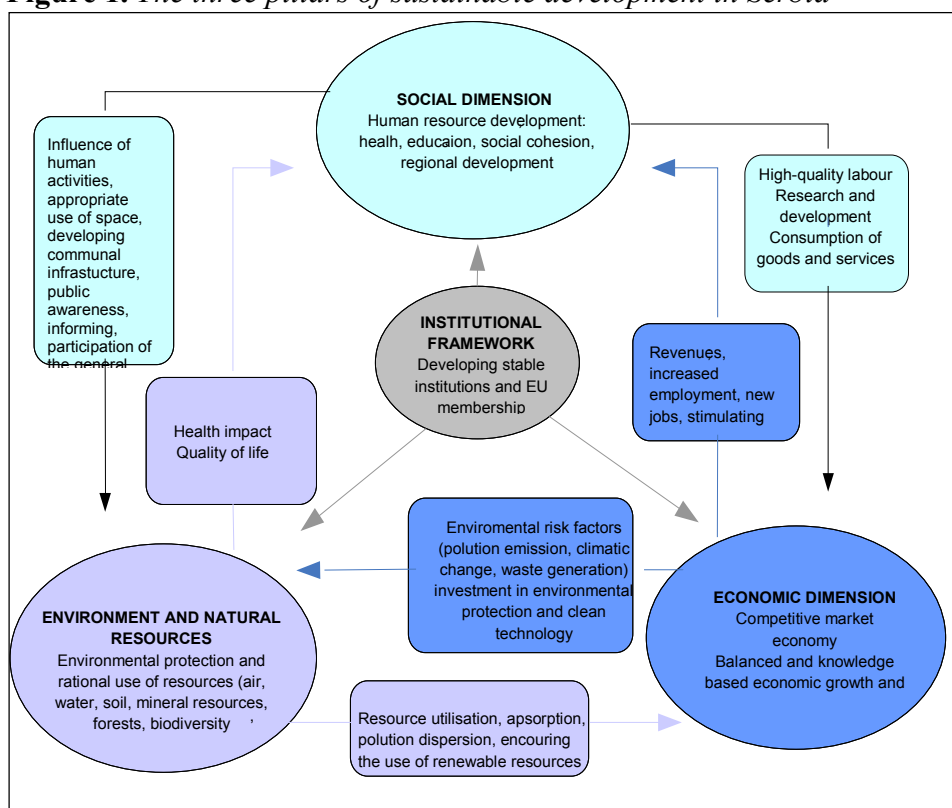 Figure 1. The three pillars of sustainable development in Serbia
SOCIAL DIMENSION
Human resource development:
healh, educaion, social cohesion,
regional development
Influence of
human
activities,
appropriate
use of space,
developing
communal
infrastucture,
public
awareness,
informing,
participation of
the general
High-quality labour
Research and
development
Consumption of
goods and services
INSTITUTIONAL
FRAMEWORK
Developing stable
institutions and EU
membership
Revenues,
increased
employment, new
jobs, stimulating
Health impact
Quality of life
Enviromental risk factors
(polution emission, climatic
change, waste generation)
investment in environmental
protection and clean
technology
ENVIRONMENT AND NATURAL
RESOURCES
Environmental protection and
rational use of resources (air,
water, soil, mineral resources,
forests, biodiversity ,
ECONOMIC DIMENSION
Competitive market
economy
Balanced and knowledge
based economic growth and
Resource utilisation, apsorption,
polution dispersion, encouring
the use of renewable resources